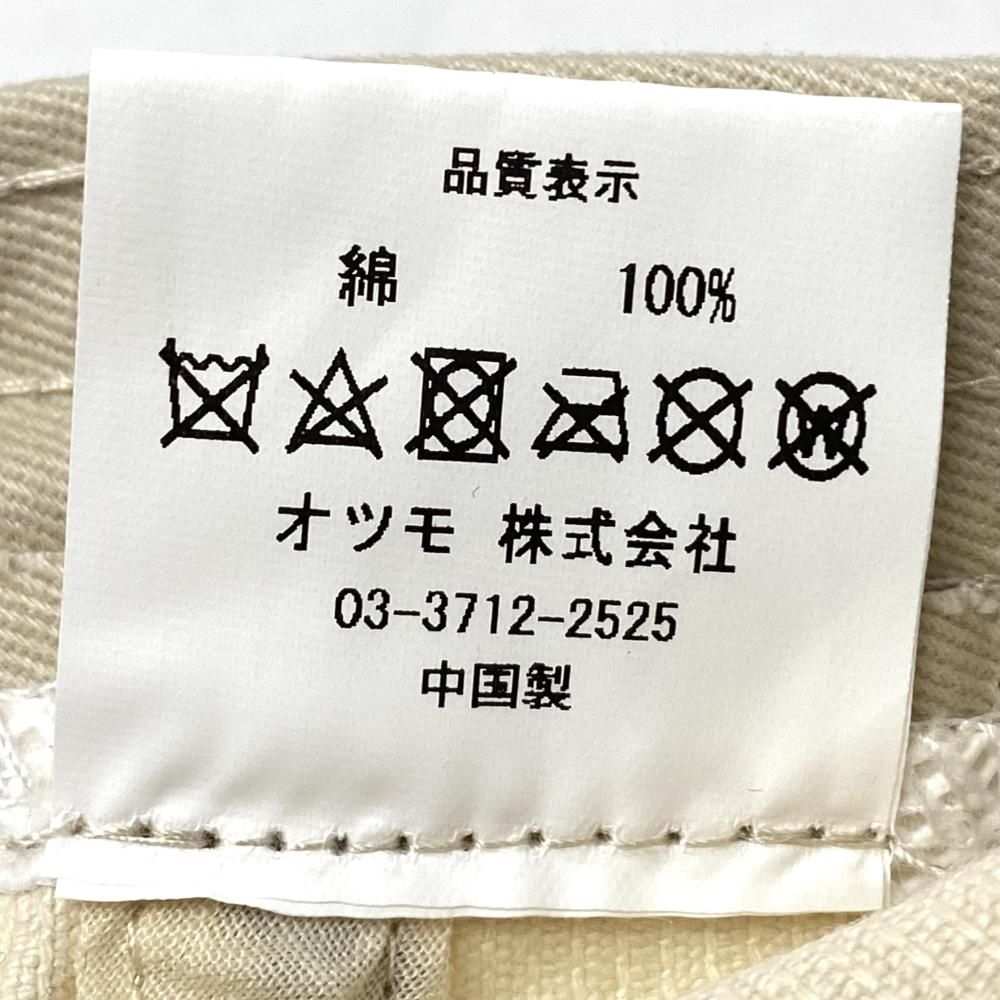 品質表示
綿 100%
W
オツモ 株式会社
03-3712-2525
中国製